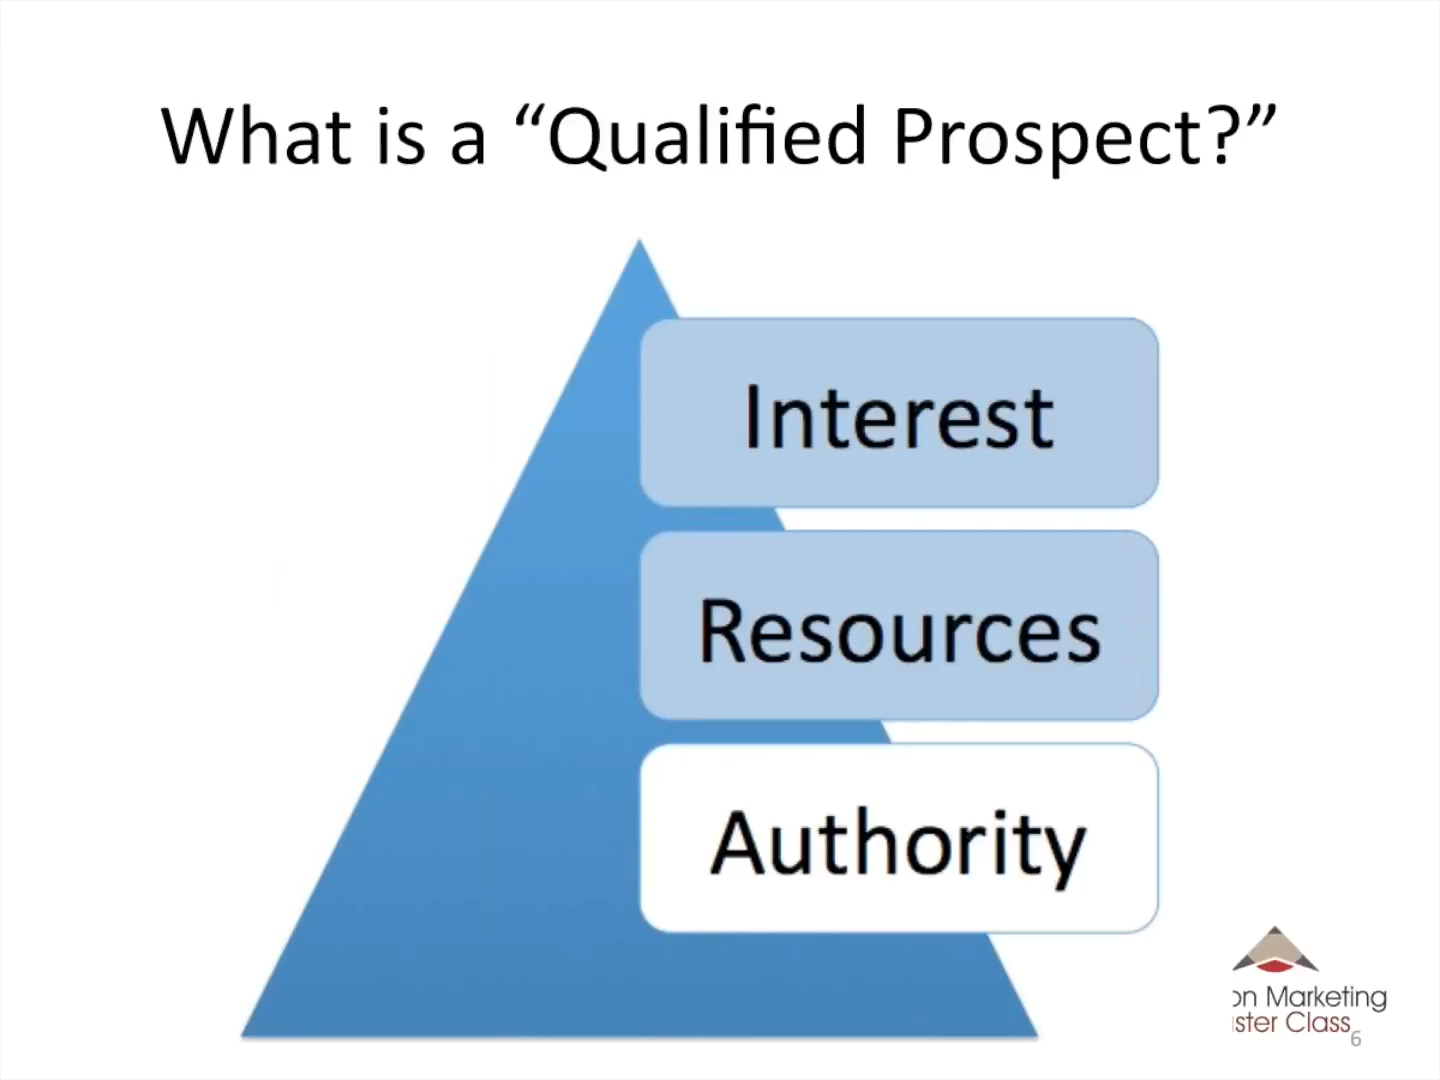 What is a “Qualified Prospect?”
Interest
Resources
Authority
Marketing
Class
6